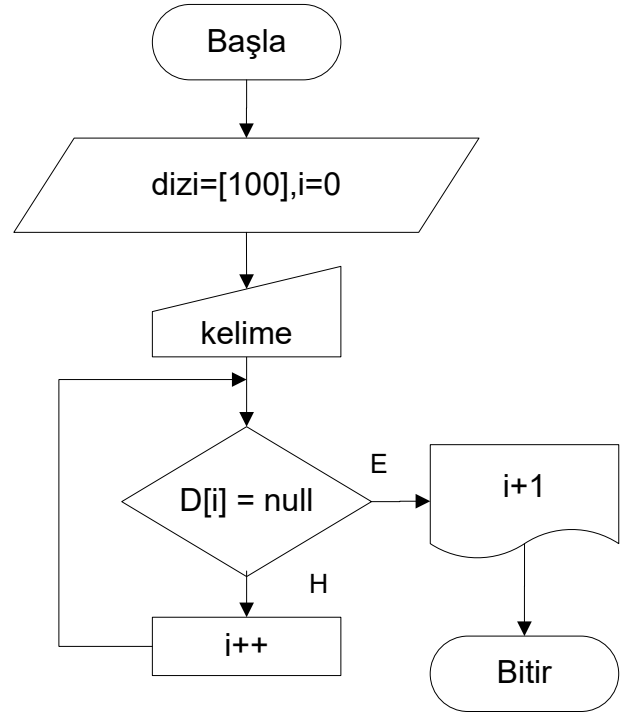 Başla
dizi=[100],i=0
kelime
D[i] = null
E
i+1
H
i++
Bitir